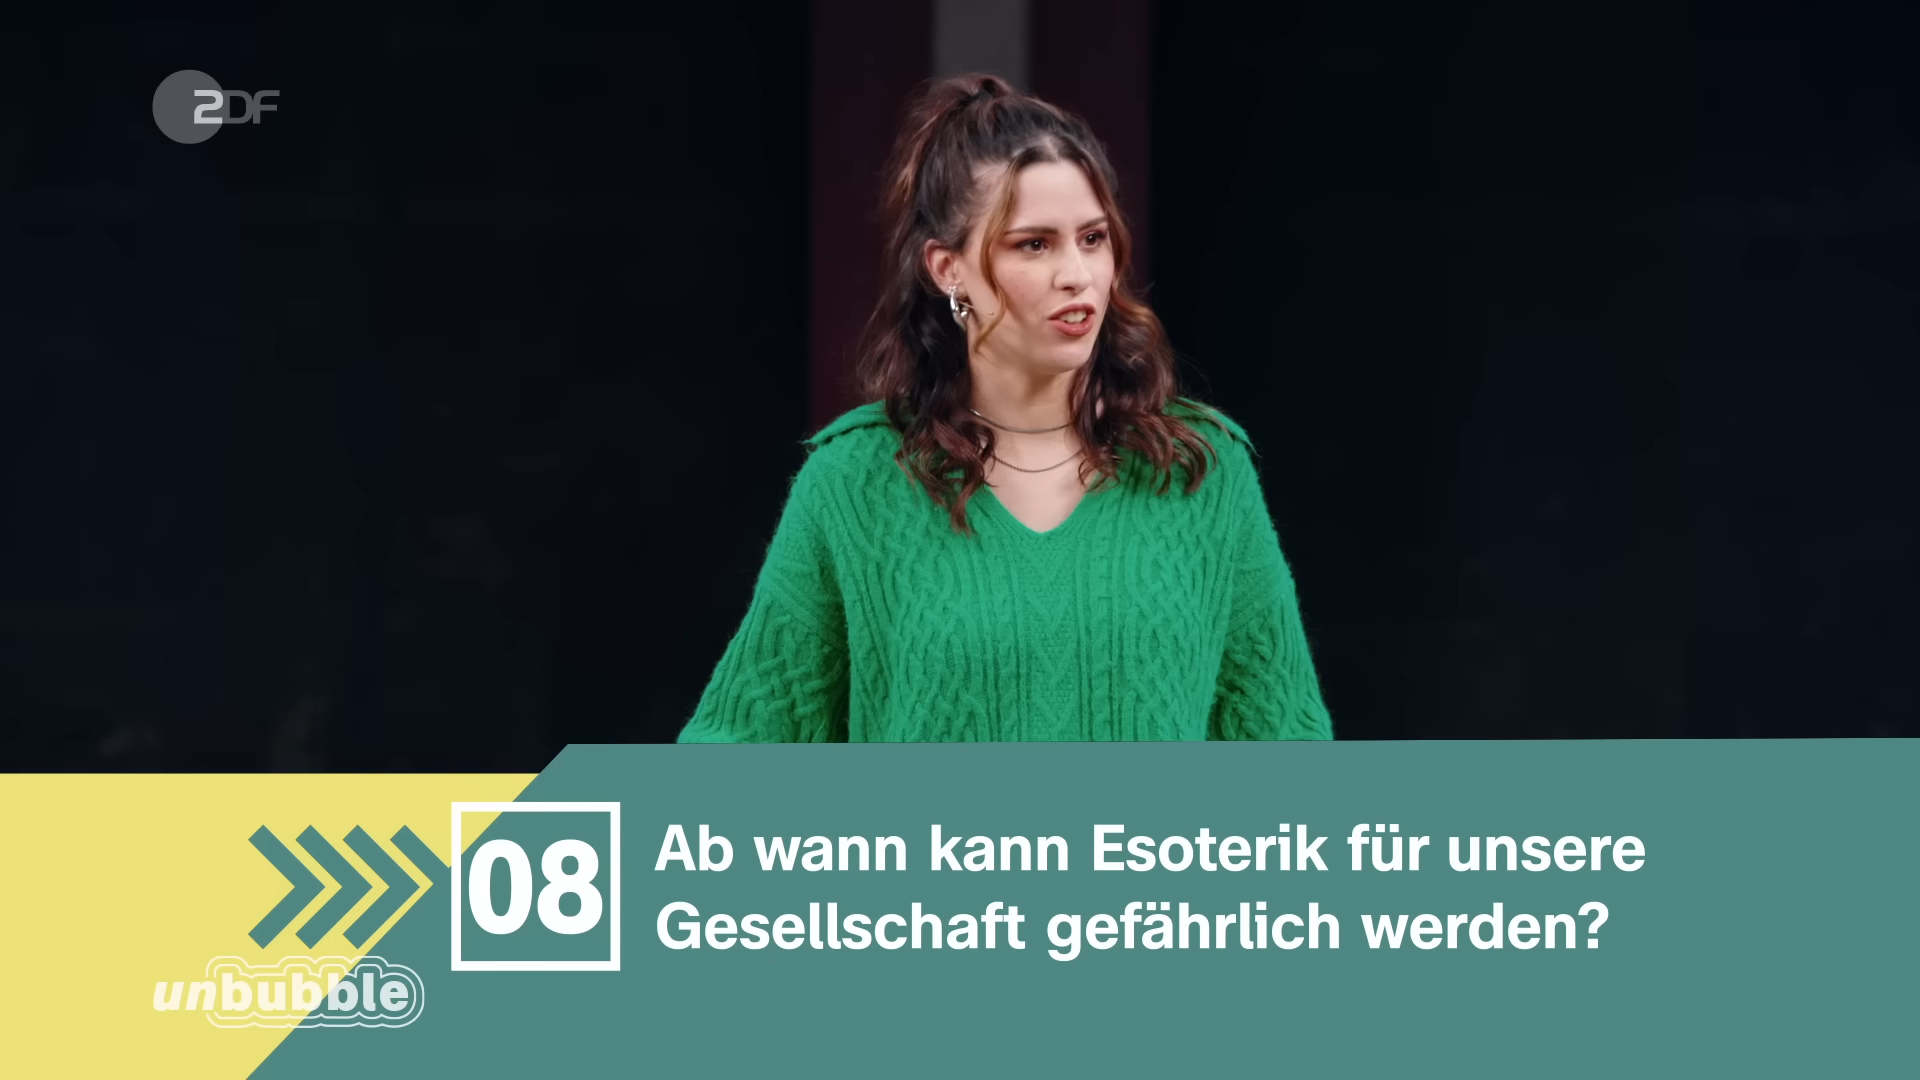 ZDF
08
Ab wann kann Esoterik für unsere
Gesellschaft gefährlich werden?
unbubble